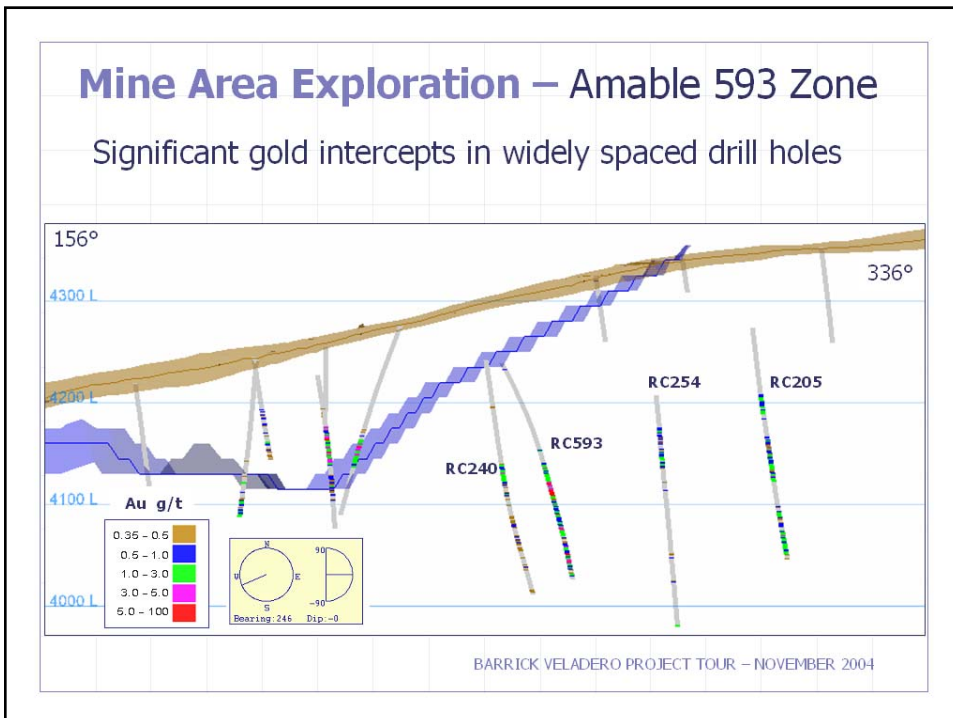 Mine Area Exploration – Amable 593 Zone
Significant gold intercepts in widely spaced drill holes
156°
336°
4300 L
4200 L
RC254
RC205
RC593
RC240
4100 L
Au g/t
0.35 – 0.5
0.5 – 1.0
1.0 – 3.0
3.0 – 5.0
5.0 – 100
N
90
W
E
S
-90
Bearing:246 Dip:-0
4000 L
BARRICK VELADERO PROJECT TOUR – NOVEMBER 2004